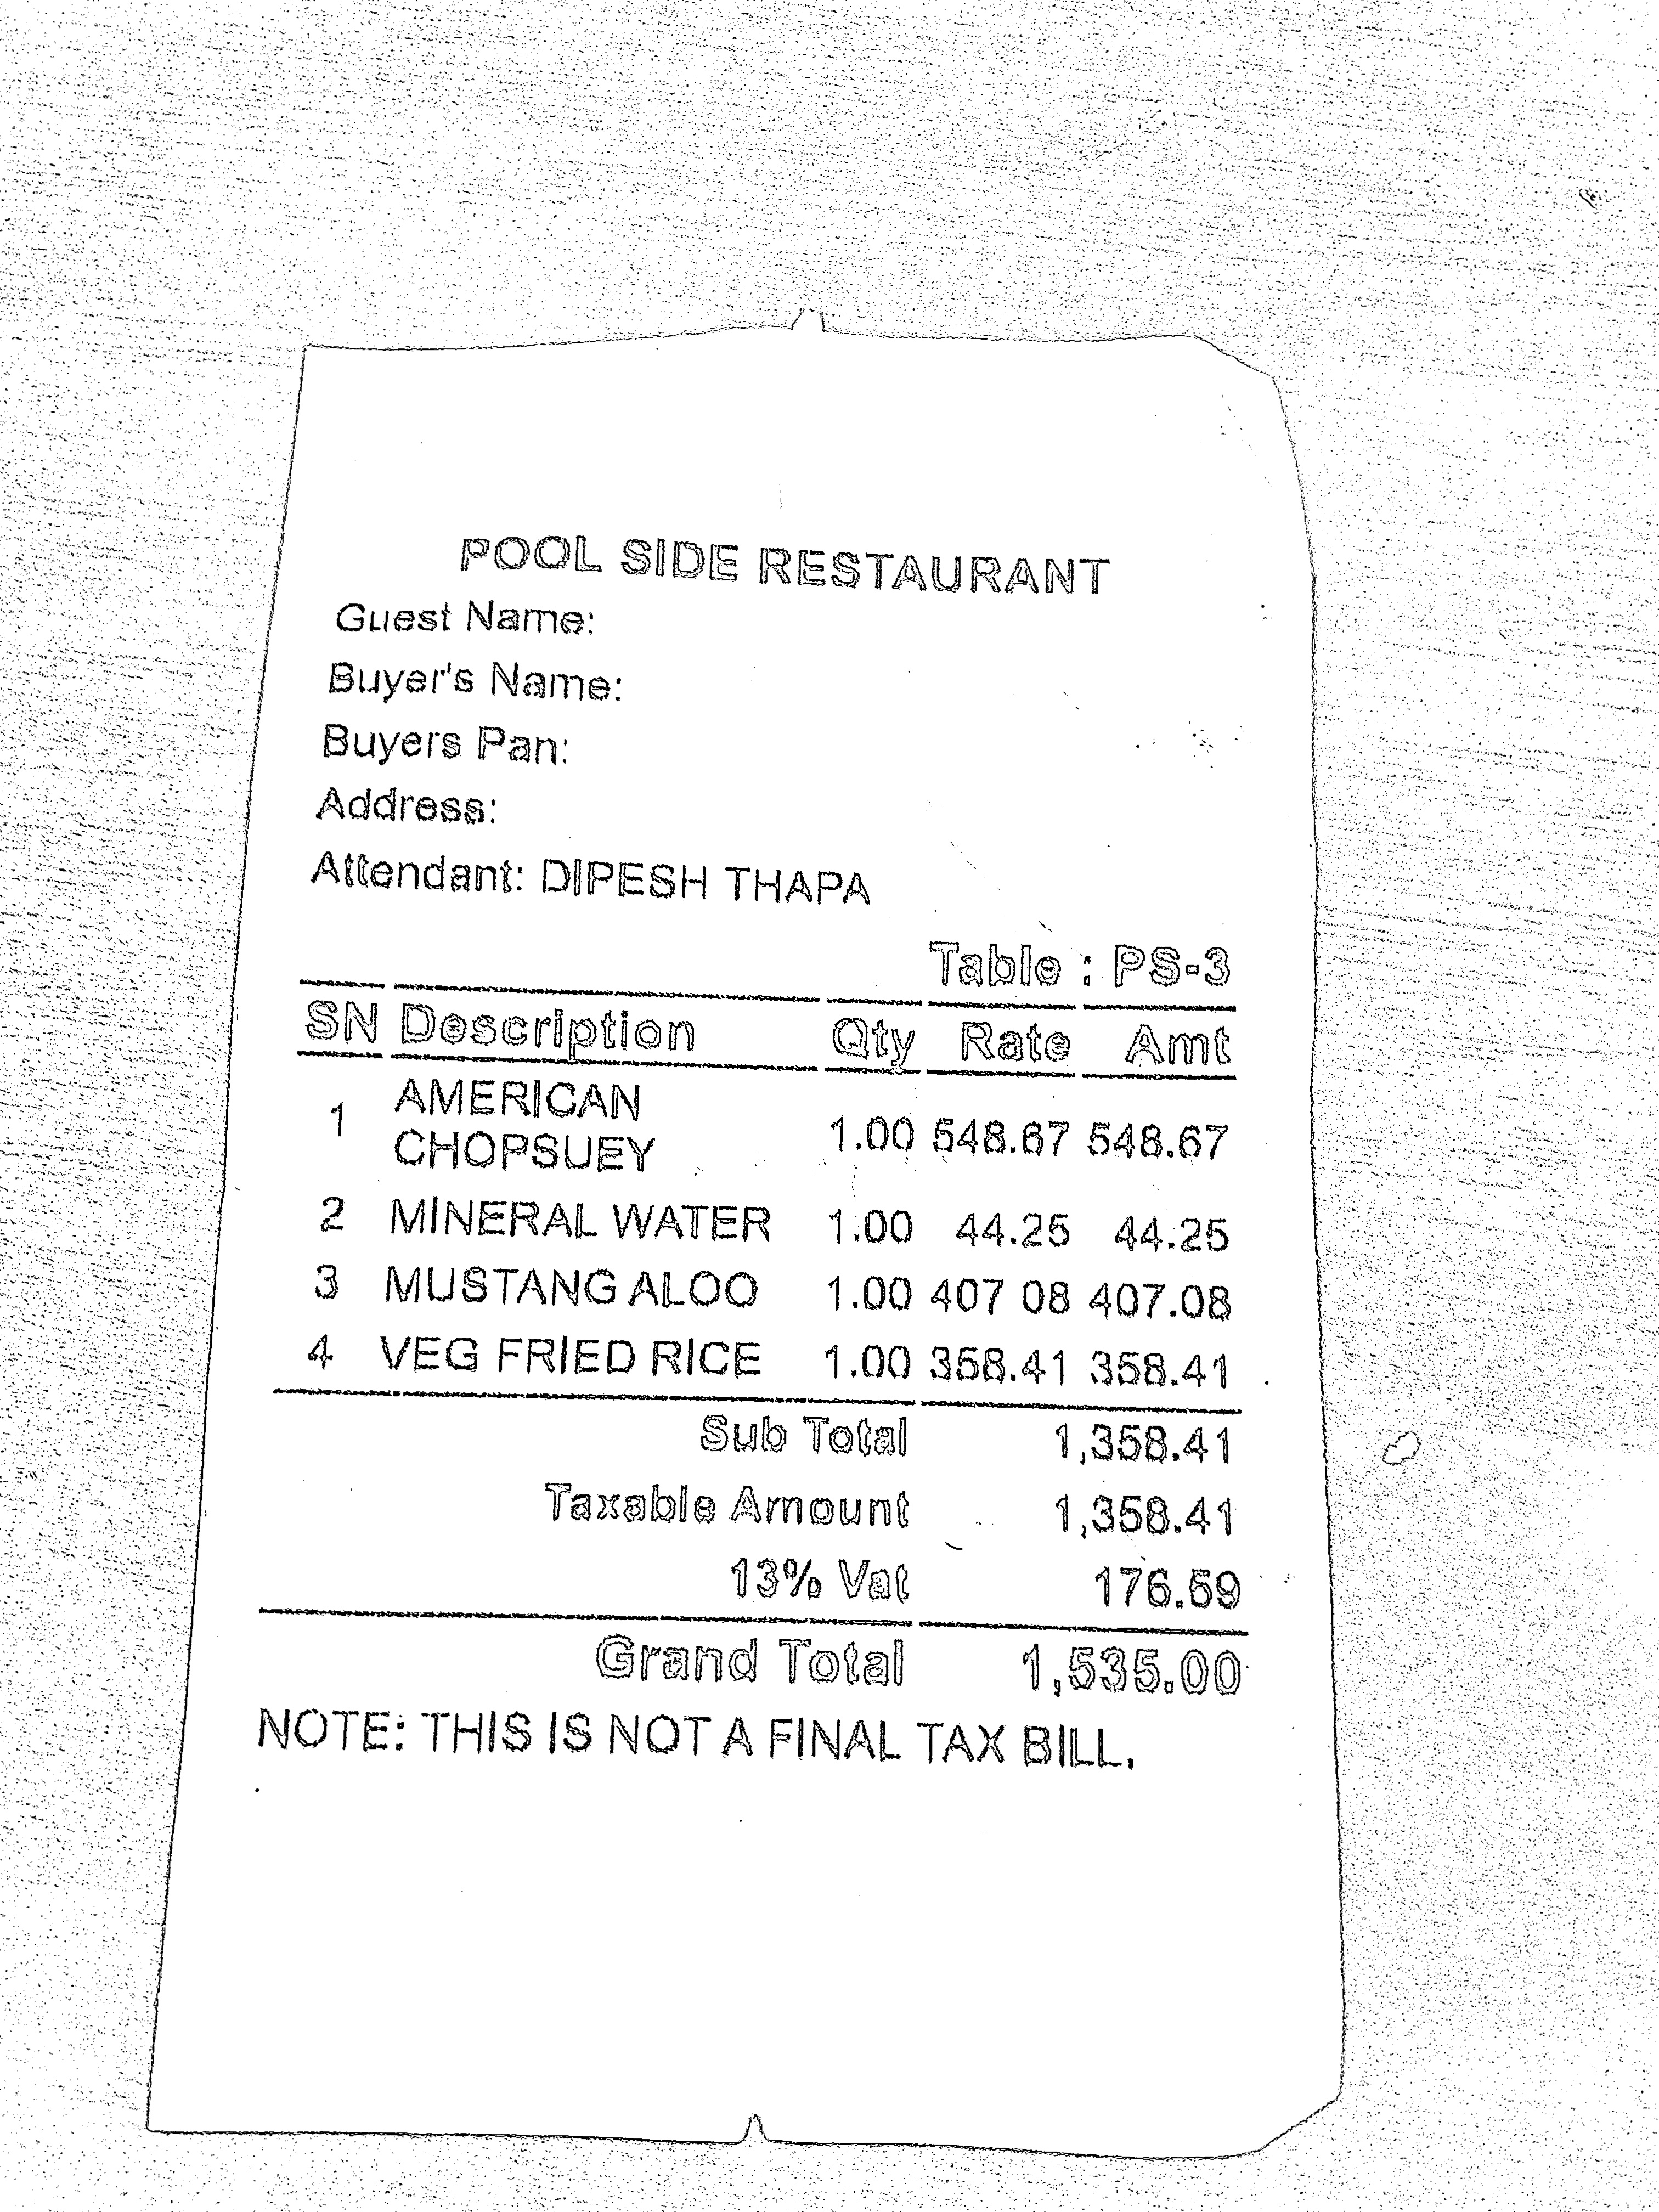 POOL SIDE RESTAURANT
Guest Name:
Buyer's Name:
Buyers Pan:
Address:
Attendant: DIPESH THAPA
Table : PS-3
SN Description Qty Rate Amt
1 AMERICAN CHOPSUEY 1.00 548.67 548.67
2 MINERAL WATER 1.00 44.25 44.25
3 MUSTANG ALOO 1.00 407 08 407.08
4 VEG FRIED RICE 1.00 358.41 358.41
Sub Total 1,358.41
Taxable Amount 1,358.41
13% Vat 176.59
Grand Total 1,535.00
NOTE: THIS IS NOT A FINAL TAX BILL.